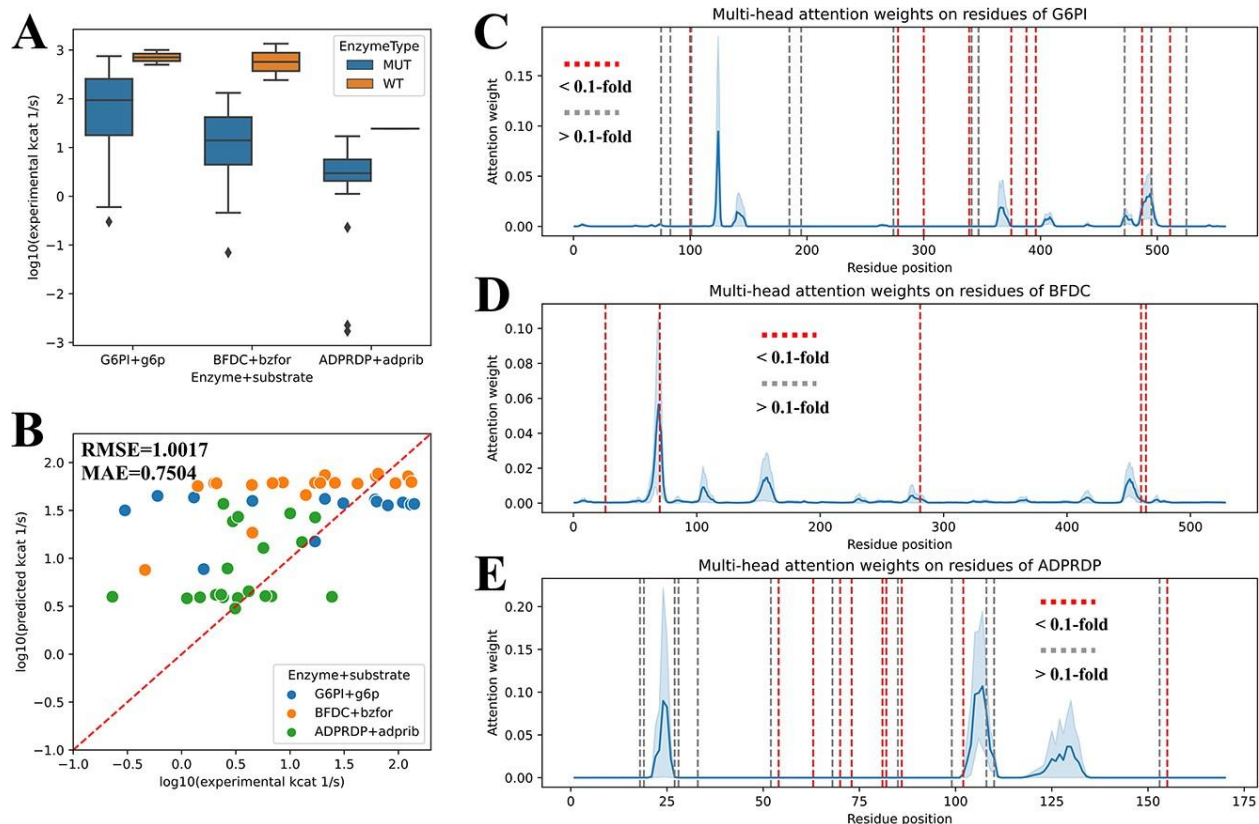 A
EnzymeType
MUT
WT
log10(experimental kcat 1/s)
3
2
1
0
−1
−2
−3
G6PI+g6p
BFDC+bzfor
ADPRDP+adprib
Enzyme+substrate
B
RMSE=1.0017
MAE=0.7504
log10(predicted kcat 1/s)
2.0
1.5
1.0
0.5
0.0
−0.5
−1.0
Enzyme+substrate
G6PI+g6p
BFDC+bzfor
ADPRDP+adprib
−1.0 −0.5 0.0 0.5 1.0 1.5 2.0
log10(experimental kcat 1/s)
C
Multi-head attention weights on residues of G6PI
Attention weight
0.15
0.10
0.05
0.00
< 0.1-fold
> 0.1-fold
0 100 200 300 400 500
Residue position
D
Multi-head attention weights on residues of BFDC
Attention weight
0.10
0.08
0.06
0.04
0.02
0.00
< 0.1-fold
> 0.1-fold
0 100 200 300 400 500
Residue position
E
Multi-head attention weights on residues of ADPRDP
Attention weight
0.20
0.15
0.10
0.05
0.00
< 0.1-fold
> 0.1-fold
0 25 50 75 100 125 150 175
Residue position